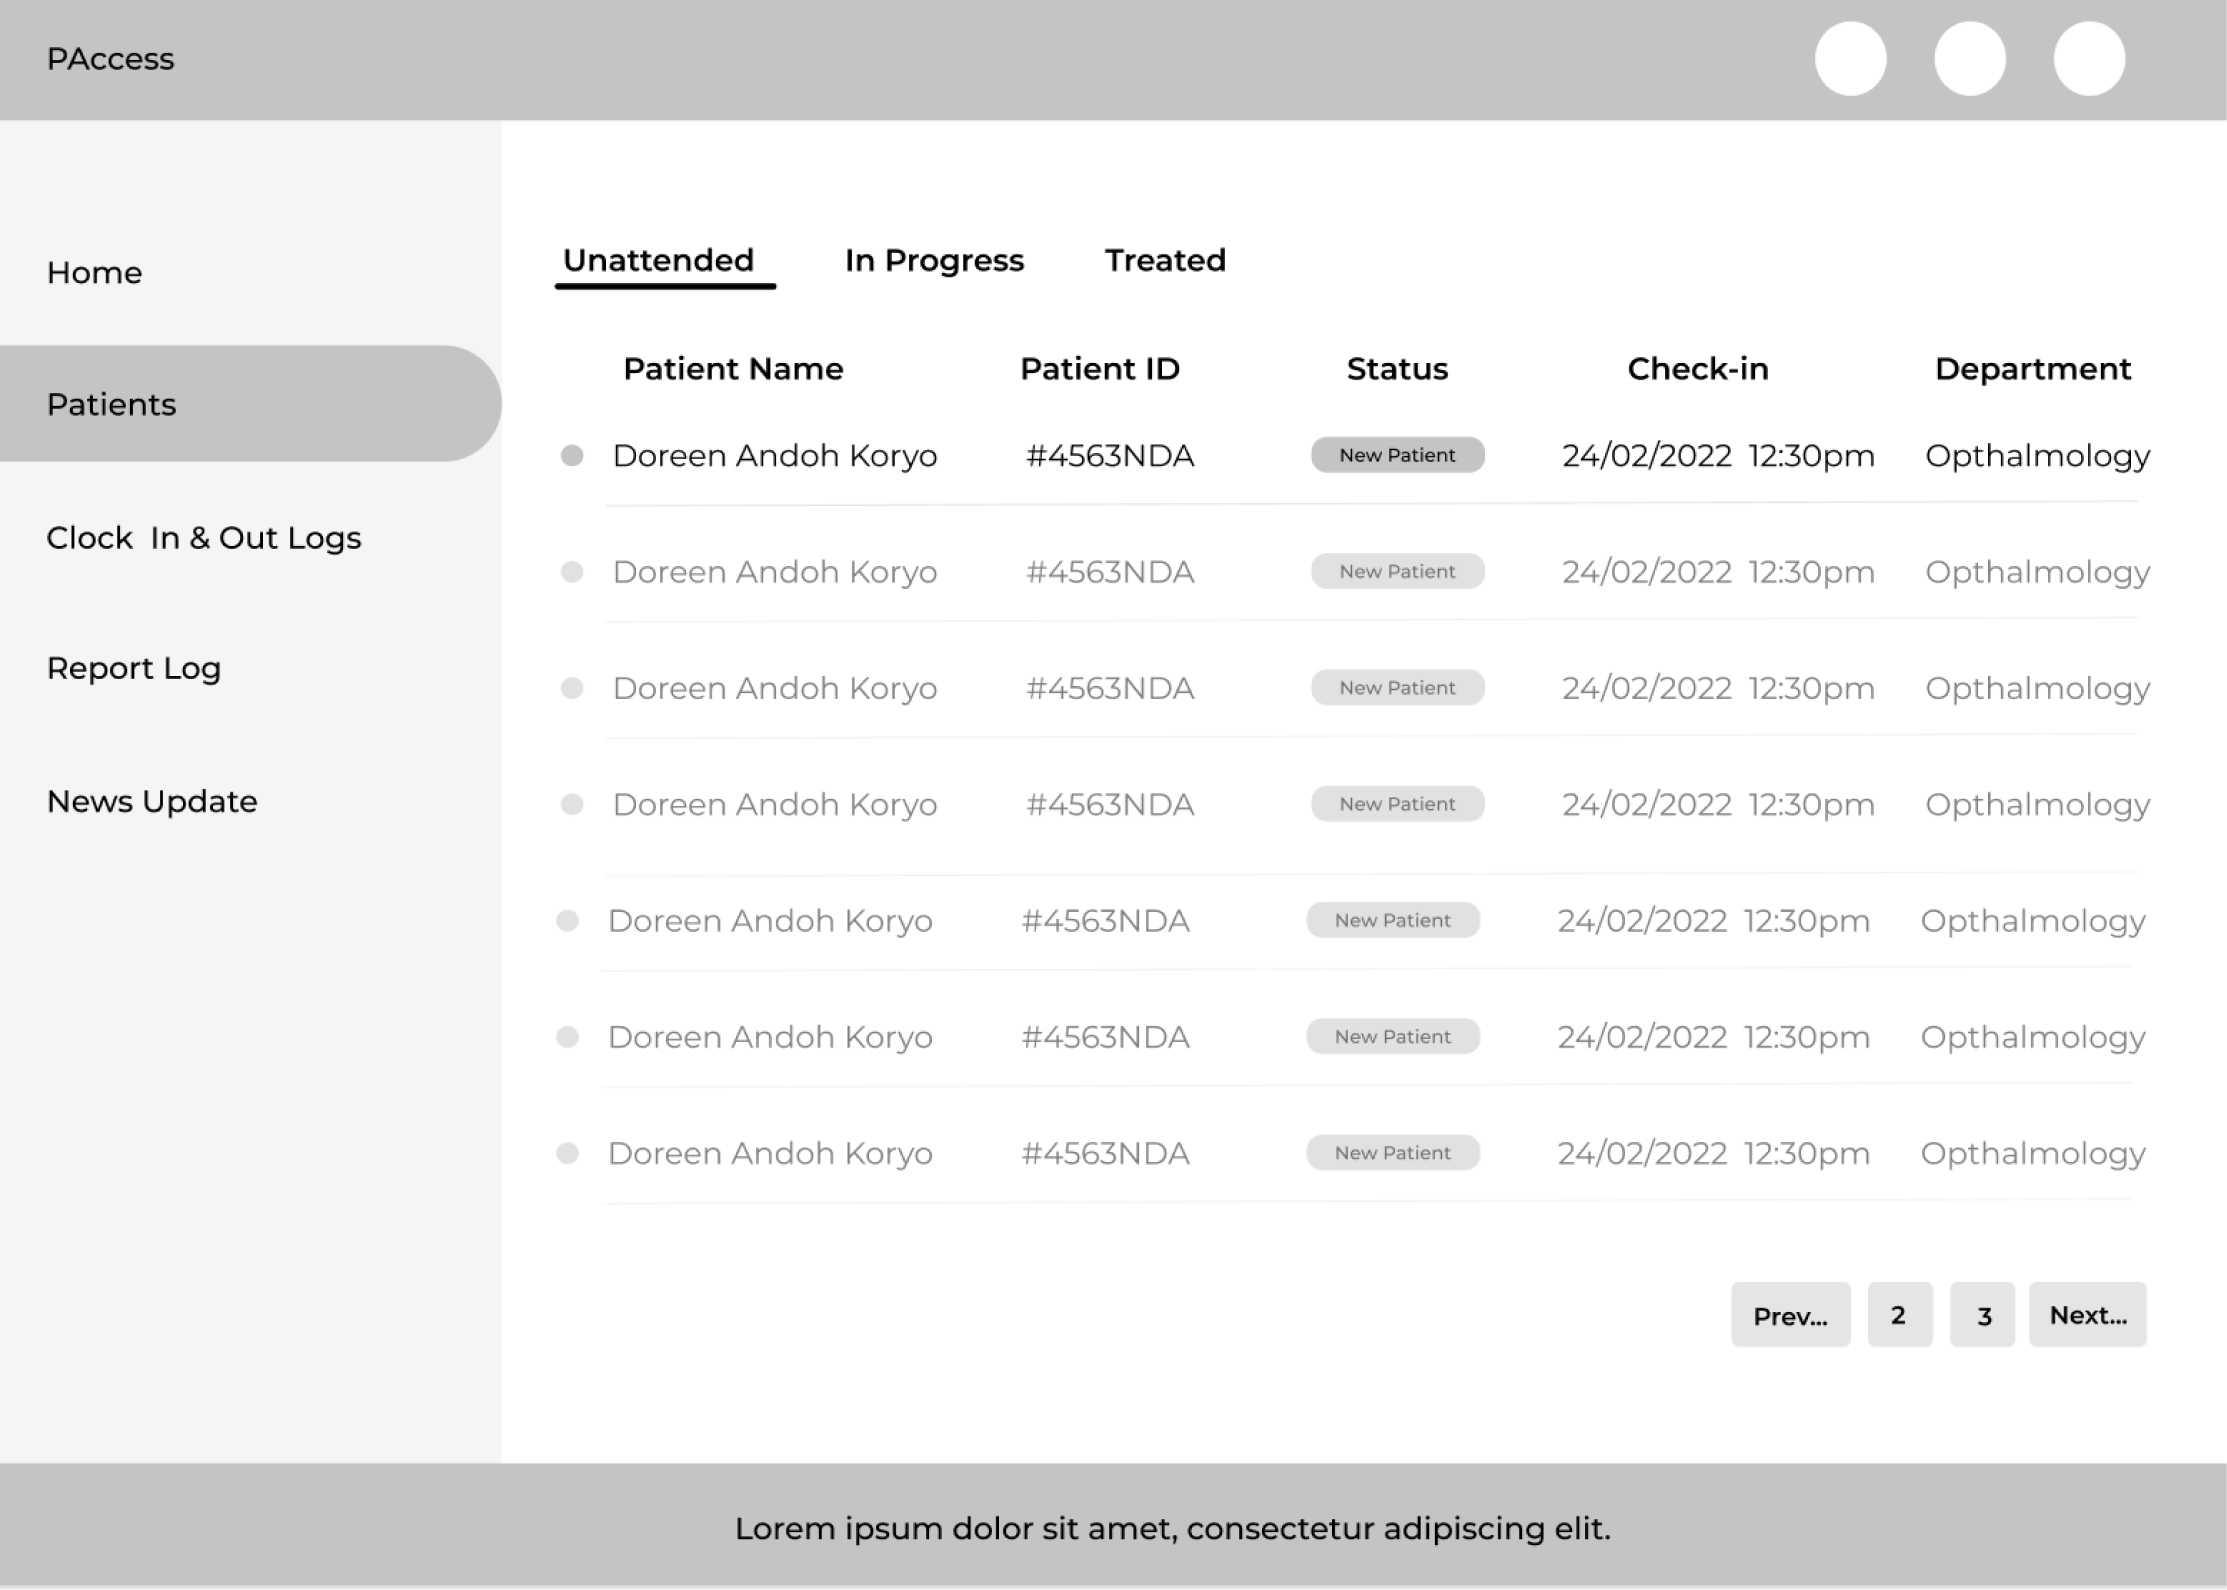 PAccess
Home
Patients
Clock In & Out Logs
Report Log
News Update
Unattended In Progress Treated
Patient Name Patient ID Status Check-in Department
Doreen Andoh Koryo #4563NDA New Patient 24/02/2022 12:30pm Opthalmology
Doreen Andoh Koryo #4563NDA New Patient 24/02/2022 12:30pm Opthalmology
Doreen Andoh Koryo #4563NDA New Patient 24/02/2022 12:30pm Opthalmology
Doreen Andoh Koryo #4563NDA New Patient 24/02/2022 12:30pm Opthalmology
Doreen Andoh Koryo #4563NDA New Patient 24/02/2022 12:30pm Opthalmology
Doreen Andoh Koryo #4563NDA New Patient 24/02/2022 12:30pm Opthalmology
Doreen Andoh Koryo #4563NDA New Patient 24/02/2022 12:30pm Opthalmology
Prev... 2 3 Next...
Lorem ipsum dolor sit amet, consectetur adipiscing elit.